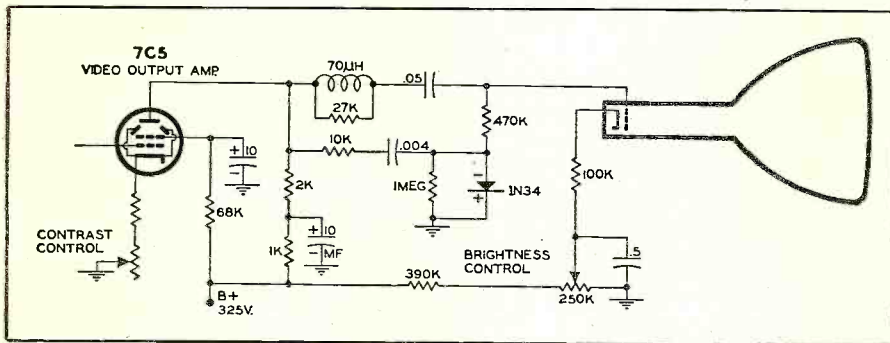 7C5
VIDEO OUTPUT AMP.
70µH
27K
.05
470K
10K
.004
+ 10 -
2K
1MEG
- 1N34 +
100K
68K
CONTRAST
CONTROL
+ 10 - MF
1K
BRIGHTNESS
CONTROL
.5
390K
250K
B+
325V.